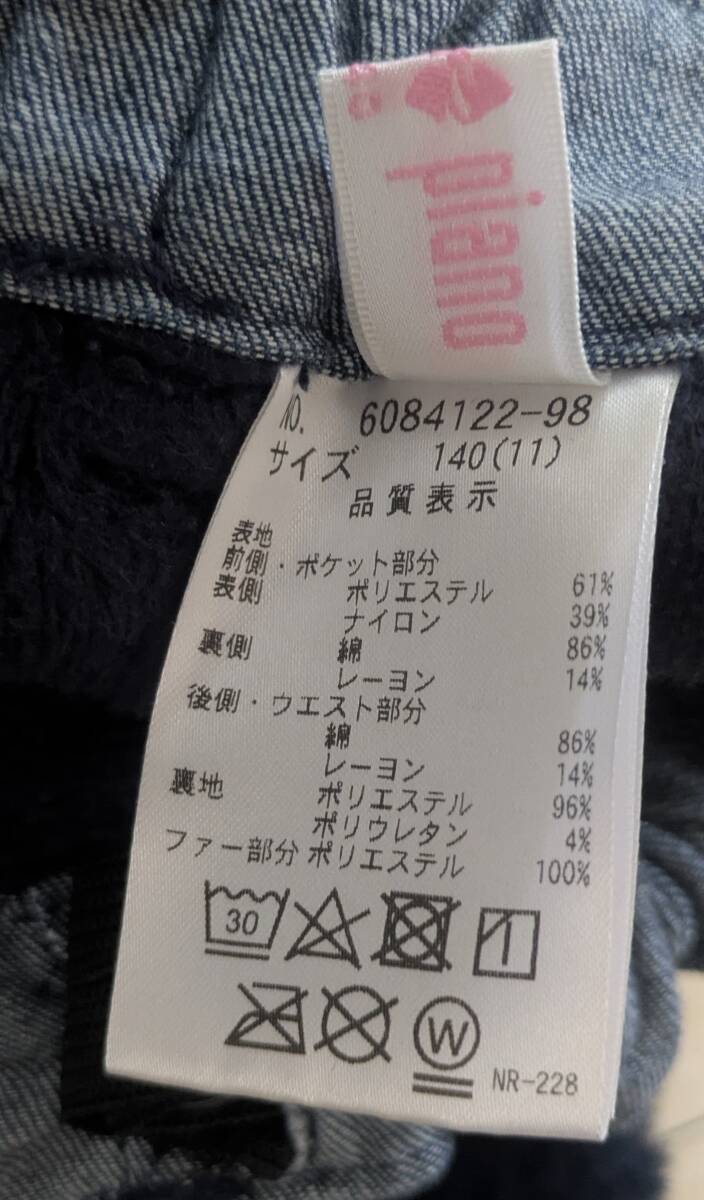 piano
NO. 6084122-98
サイズ 140(11)
品質表示
表地
前側・ポケット部分
表側 ポリエステル 61%
ナイロン 39%
裏側 綿 86%
レーヨン 14%
後側・ウエスト部分
綿 86%
レーヨン 14%
裏地 ポリエステル 96%
ポリウレタン 4%
ファー部分 ポリエステル 100%
30
W
NR-228